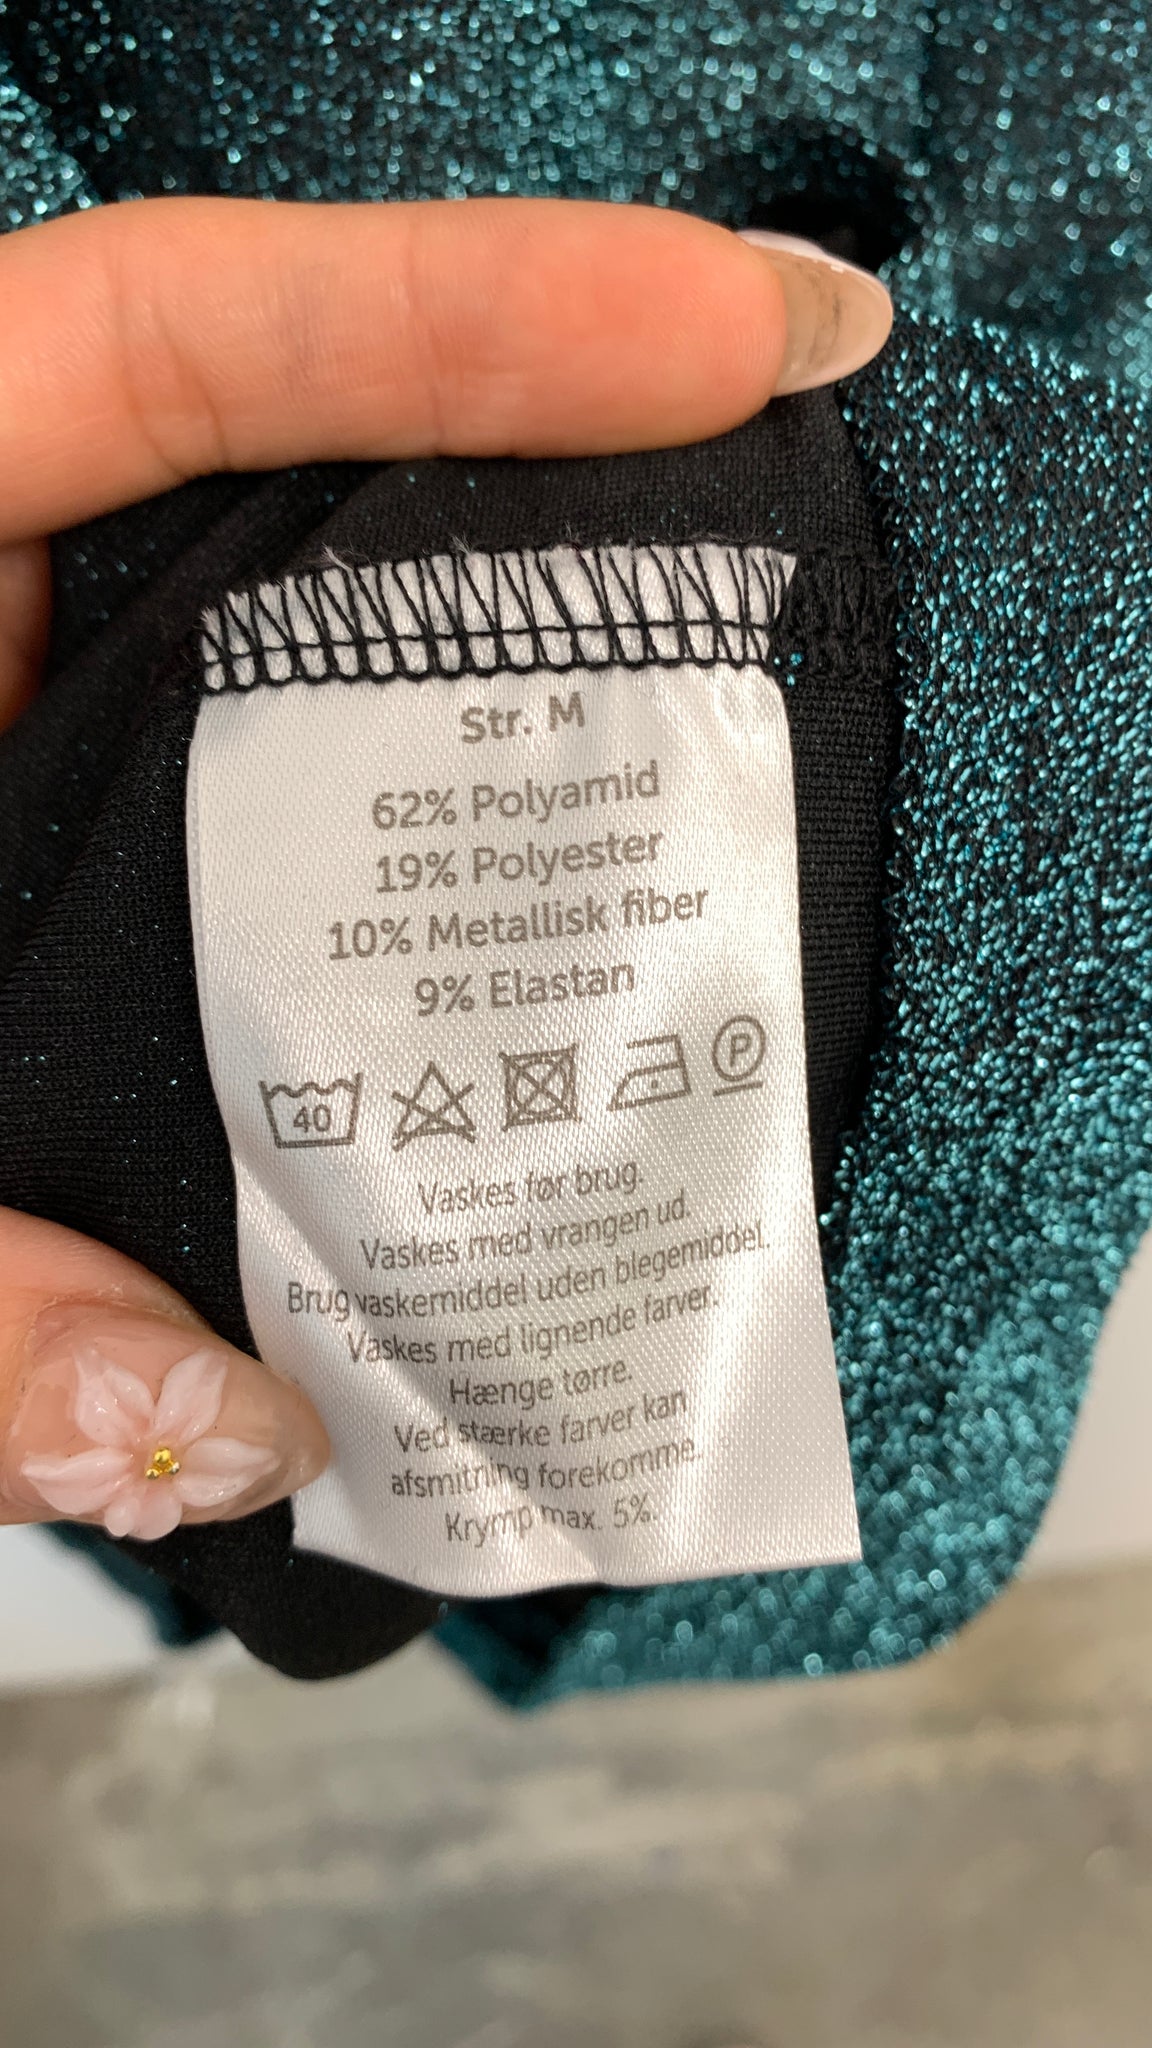 Str. M
62% Polyamid
19% Polyester
10% Metallisk fiber
9% Elastan
40 P
Vaskes før brug.
Vaskes med vrangen ud.
Brug vaskemiddel uden blegemiddel.
Vaskes med lignende farver.
Hænge tørre.
Ved stærke farver kan
afsmitning forekomme.
Krymp max. 5%.